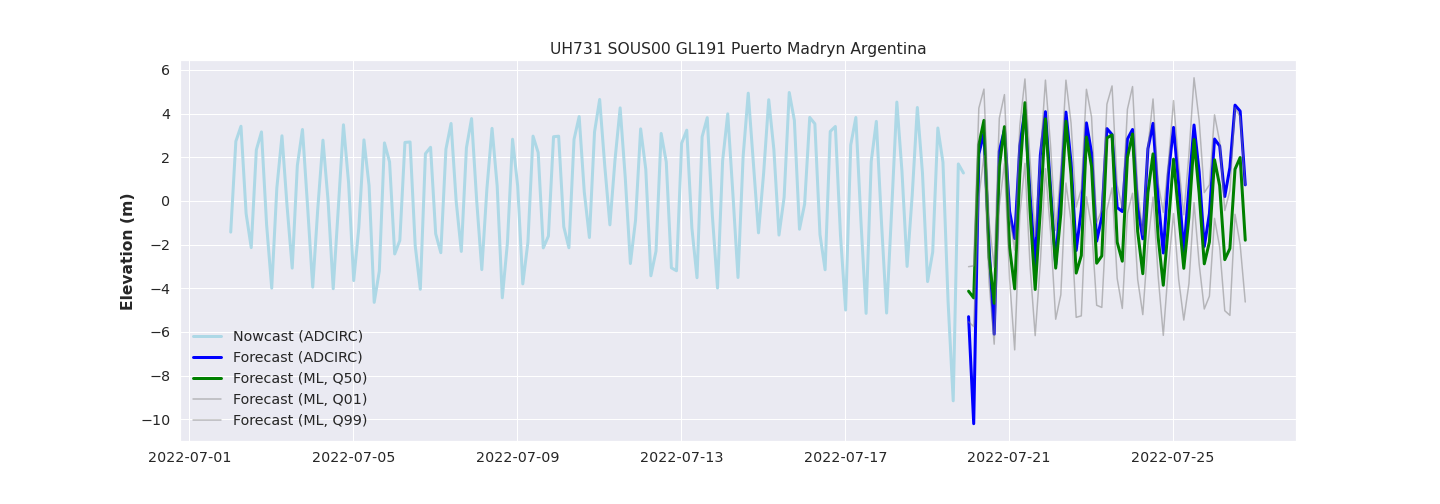 UH731 SOUS00 GL191 Puerto Madryn Argentina
Elevation (m)
6
4
2
0
−2
−4
−6
−8
−10
Nowcast (ADCIRC)
Forecast (ADCIRC)
Forecast (ML, Q50)
Forecast (ML, Q01)
Forecast (ML, Q99)
2022-07-01 2022-07-05 2022-07-09 2022-07-13 2022-07-17 2022-07-21 2022-07-25